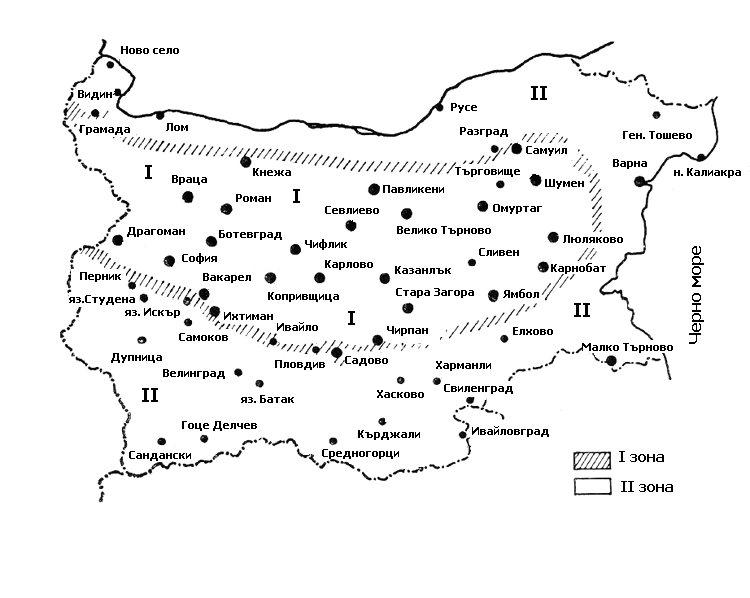 Ново село
Видин
Грамада
Лом
Русе
II
Ген. Тошево
Разград
Самуил
Търговище
Шумен
Варна
н. Калиакра
I
Кнежа
Враца
Роман
I
Павликени
Севлиево
Велико Търново
Омуртаг
Драгоман
Ботевград
Чифлик
Люляково
София
Сливен
Карнобат
Перник
Вакарел
Карлово
Казанлък
яз.Студена
Копривщица
Стара Загора
Ямбол
яз. Искър
Ихтиман
I
II
Черно море
Самоков
Ивайло
Чирпан
Елхово
Дупница
Пловдив
Садово
Малко Търново
Велинград
Харманли
яз. Батак
Хасково
Свиленград
II
Гоце Делчев
Кърджали
Ивайловград
Сандански
Средногорци
I зона
II зона